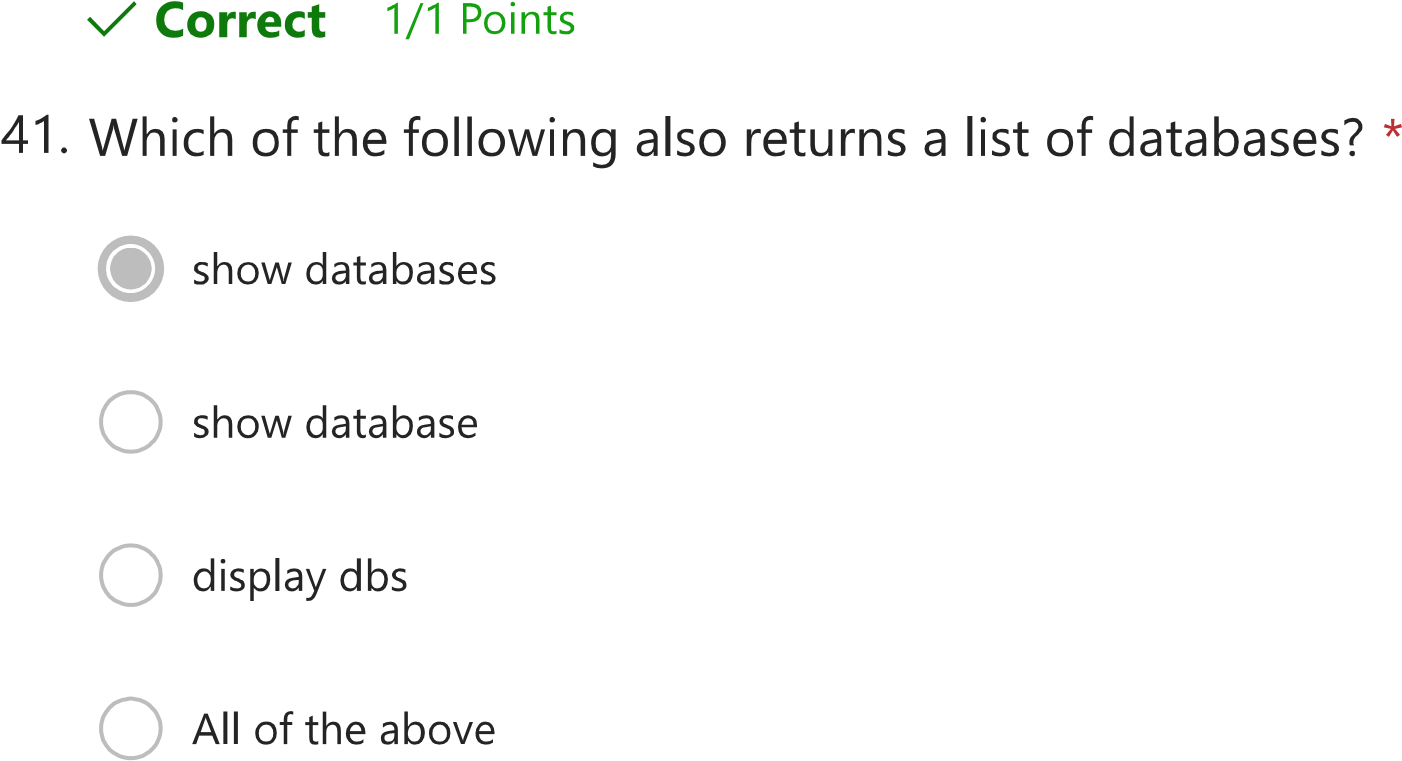 Correct 1/1 Points
41. Which of the following also returns a list of databases? *
show databases
show database
display dbs
All of the above